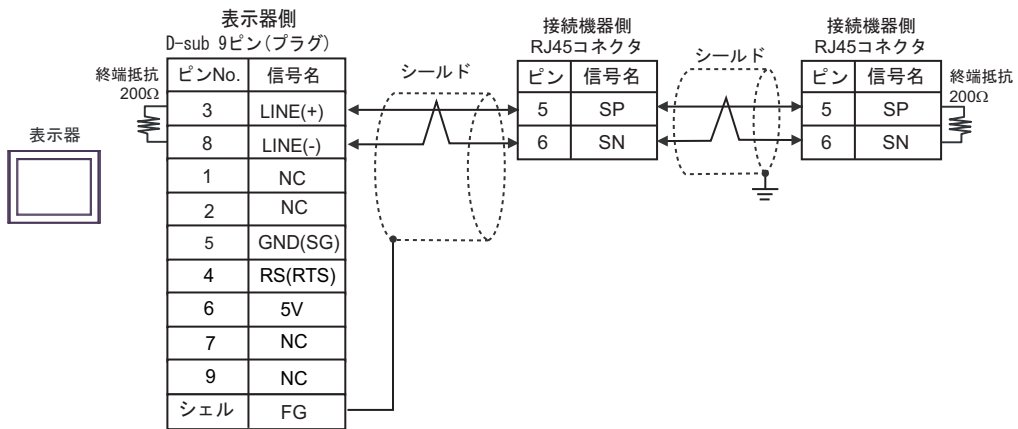 表示器側
D-sub 9ピン(プラグ)
接続機器側
RJ45コネクタ
接続機器側
RJ45コネクタ
終端抵抗
200Ω
ピンNo. 信号名
シールド
ピン 信号名
シールド
ピン 信号名
終端抵抗
200Ω
表示器
3 LINE(+)
5 SP
5 SP
8 LINE(-)
6 SN
6 SN
1 NC
2 NC
5 GND(SG)
4 RS(RTS)
6 5V
7 NC
9 NC
シェル FG